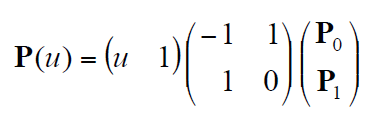 P(u) = (u 1) ( -1 1 ) ( P0 )
( 1 0 ) ( P1 )